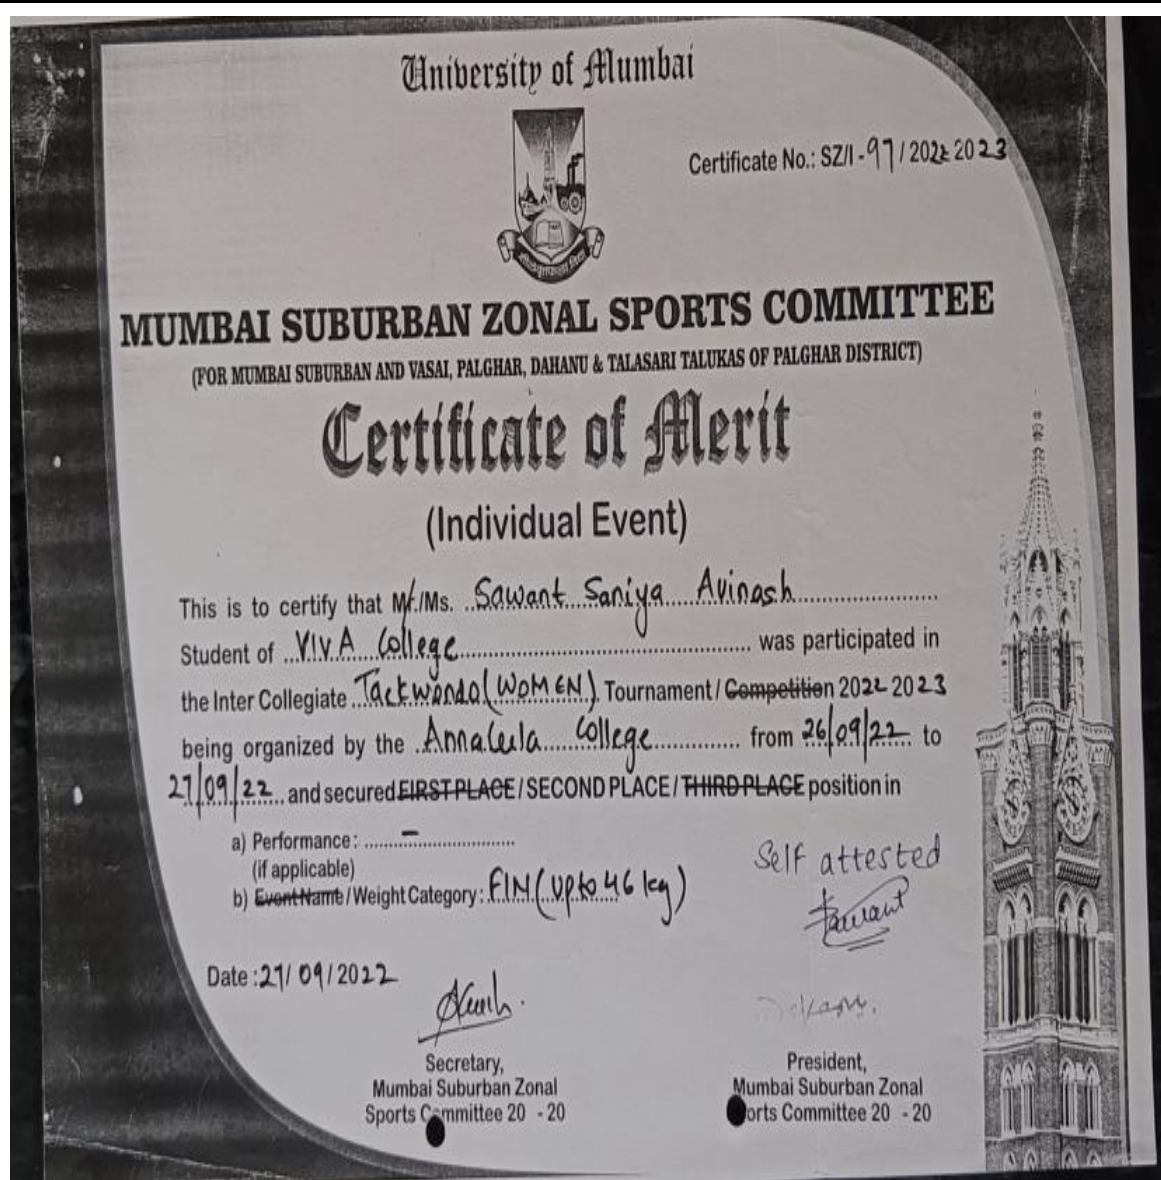 University of Mumbai
Certificate No.: SZ/I - 97 / 2022 2023
MUMBAI SUBURBAN ZONAL SPORTS COMMITTEE
(FOR MUMBAI SUBURBAN AND VASAI, PALGHAR, DAHANU & TALASARI TALUKAS OF PALGHAR DISTRICT)
Certificate of Merit
(Individual Event)
This is to certify that Mr./Ms. Sawant Saniya Avinash
Student of VIVA College was participated in
the Inter Collegiate Taekwondo (WOMEN) Tournament / Competition 2022 2023
being organized by the Annaleela College from 26/09/22 to
27/09/22 and secured FIRST PLACE / SECOND PLACE / THIRD PLACE position in
a) Performance : –
(if applicable)
b) Event Name / Weight Category : FIN (upto 46 kg)
Self attested
Sawant
Date : 27/09/2022
Secretary,
Mumbai Suburban Zonal
Sports Committee 20 - 20
President,
Mumbai Suburban Zonal
Sports Committee 20 - 20